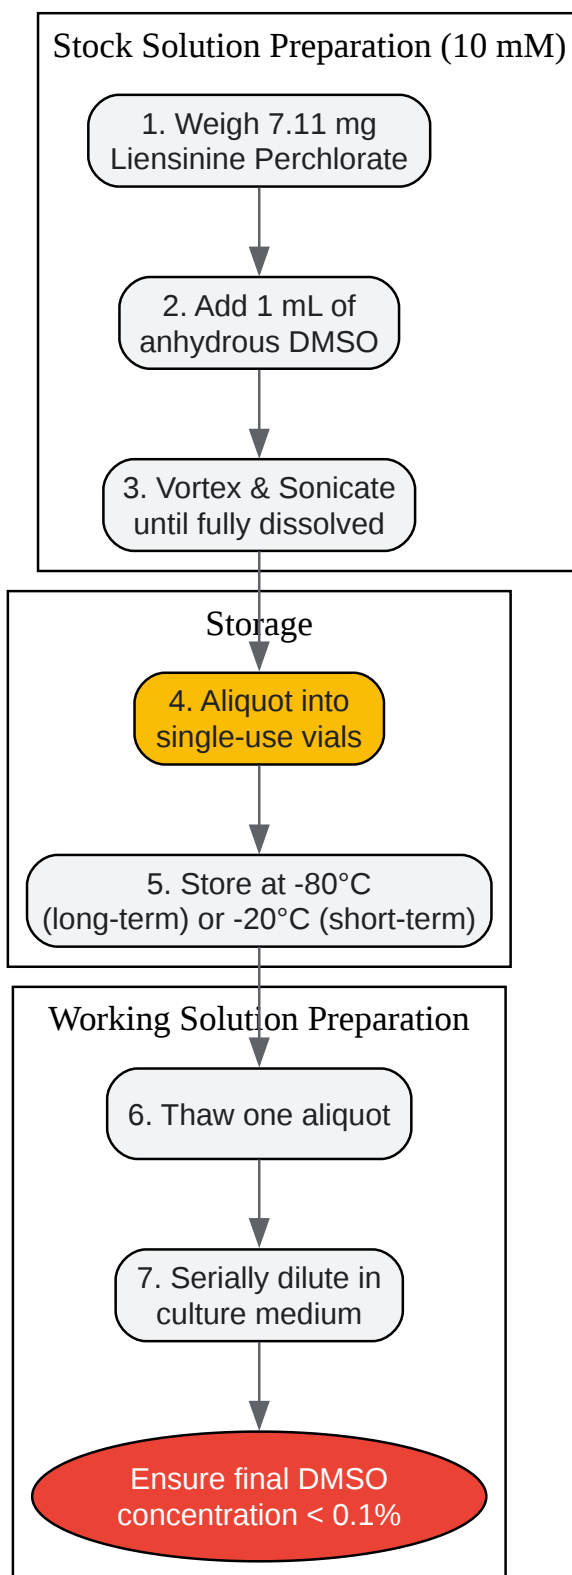 Stock Solution Preparation (10 mM)
1. Weigh 7.11 mg
Liensinine Perchlorate
2. Add 1 mL of
anhydrous DMSO
3. Vortex & Sonicate
until fully dissolved
Storage
4. Aliquot into
single-use vials
5. Store at -80°C
(long-term) or -20°C (short-term)
Working Solution Preparation
6. Thaw one aliquot
7. Serially dilute in
culture medium
Ensure final DMSO
concentration < 0.1%